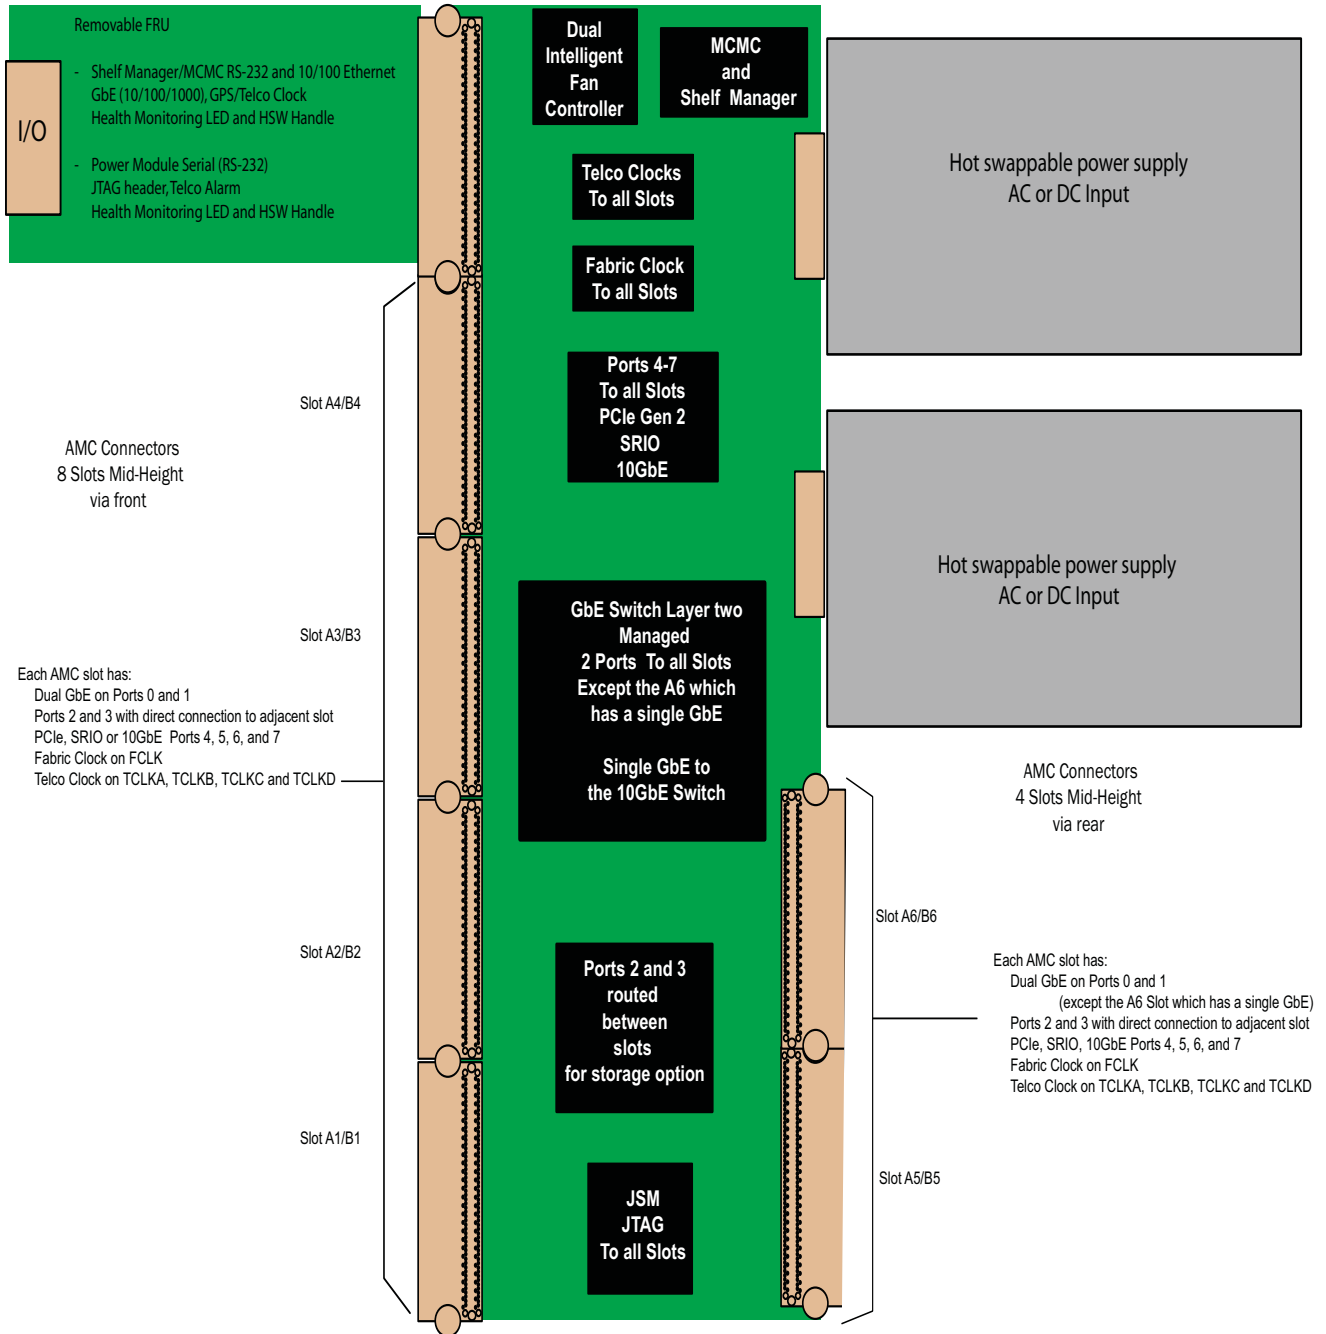 Removable FRU
- Shelf Manager/MCMC RS-232 and 10/100 Ethernet
GbE (10/100/1000), GPS/Telco Clock
Health Monitoring LED and HSW Handle
- Power Module Serial (RS-232)
JTAG header, Telco Alarm
Health Monitoring LED and HSW Handle
I/O
Dual
Intelligent
Fan
Controller
MCMC
and
Shelf Manager
Telco Clocks
To all Slots
Fabric Clock
To all Slots
Ports 4-7
To all Slots
PCIe Gen 2
SRIO
10GbE
Hot swappable power supply
AC or DC Input
Hot swappable power supply
AC or DC Input
Slot A4/B4
AMC Connectors
8 Slots Mid-Height
via front
Slot A3/B3
Each AMC slot has:
Dual GbE on Ports 0 and 1
Ports 2 and 3 with direct connection to adjacent slot
PCIe, SRIO or 10GbE Ports 4, 5, 6, and 7
Fabric Clock on FCLK
Telco Clock on TCLKA, TCLKB, TCLKC and TCLKD
GbE Switch Layer two
Managed
2 Ports To all Slots
Except the A6 which
has a single GbE
Single GbE to
the 10GbE Switch
AMC Connectors
4 Slots Mid-Height
via rear
Slot A2/B2
Slot A6/B6
Ports 2 and 3
routed
between
slots
for storage option
Each AMC slot has:
Dual GbE on Ports 0 and 1
(except the A6 Slot which has a single GbE)
Ports 2 and 3 with direct connection to adjacent slot
PCIe, SRIO, 10GbE Ports 4, 5, 6, and 7
Fabric Clock on FCLK
Telco Clock on TCLKA, TCLKB, TCLKC and TCLKD
Slot A1/B1
Slot A5/B5
JSM
JTAG
To all Slots